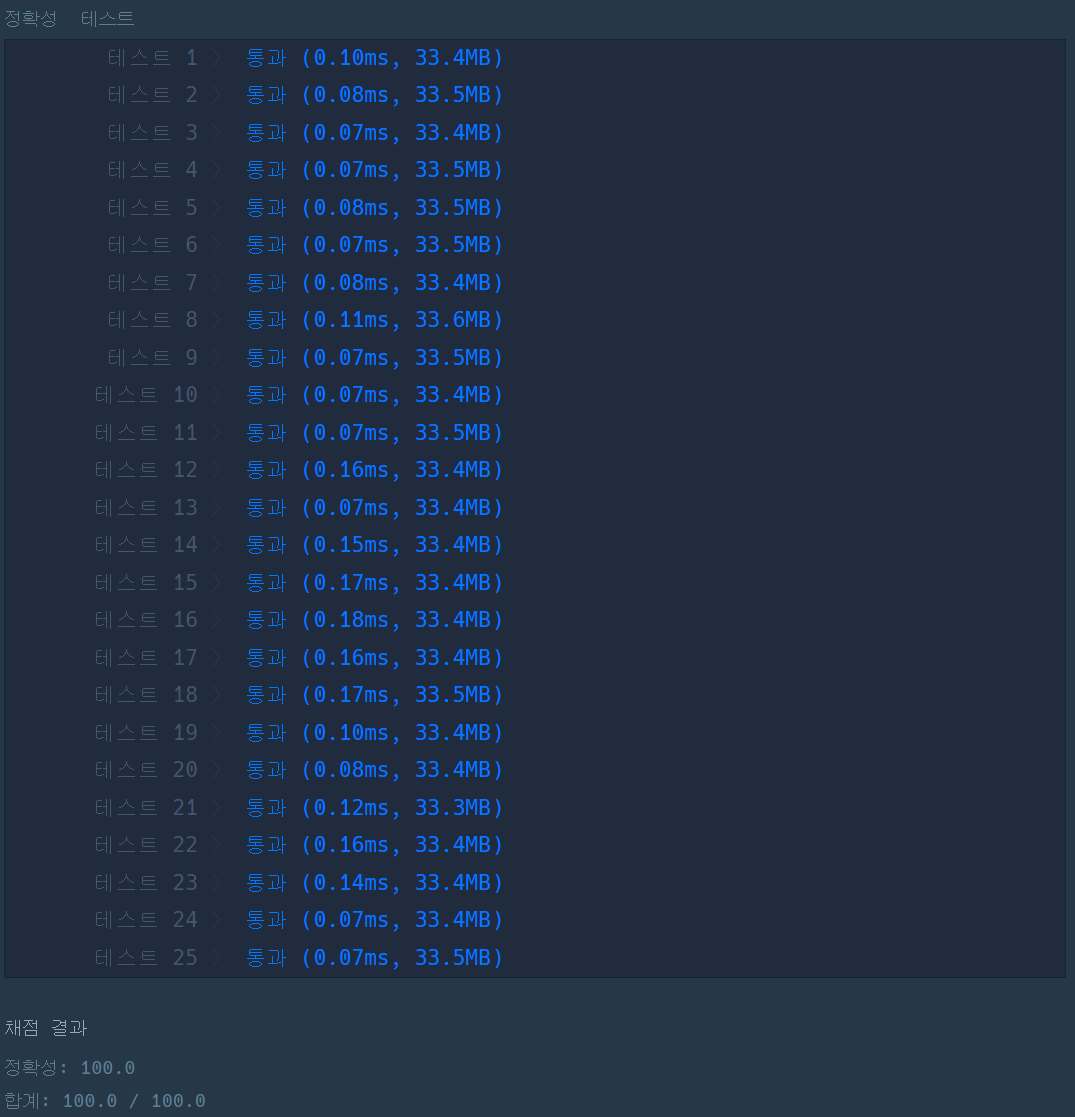 정확성 테스트
테스트 1 〉 통과 (0.10ms, 33.4MB)
테스트 2 〉 통과 (0.08ms, 33.5MB)
테스트 3 〉 통과 (0.07ms, 33.4MB)
테스트 4 〉 통과 (0.07ms, 33.5MB)
테스트 5 〉 통과 (0.08ms, 33.5MB)
테스트 6 〉 통과 (0.07ms, 33.5MB)
테스트 7 〉 통과 (0.08ms, 33.4MB)
테스트 8 〉 통과 (0.11ms, 33.6MB)
테스트 9 〉 통과 (0.07ms, 33.5MB)
테스트 10 〉 통과 (0.07ms, 33.4MB)
테스트 11 〉 통과 (0.07ms, 33.5MB)
테스트 12 〉 통과 (0.16ms, 33.4MB)
테스트 13 〉 통과 (0.07ms, 33.4MB)
테스트 14 〉 통과 (0.15ms, 33.4MB)
테스트 15 〉 통과 (0.17ms, 33.4MB)
테스트 16 〉 통과 (0.18ms, 33.4MB)
테스트 17 〉 통과 (0.16ms, 33.4MB)
테스트 18 〉 통과 (0.17ms, 33.5MB)
테스트 19 〉 통과 (0.10ms, 33.4MB)
테스트 20 〉 통과 (0.08ms, 33.4MB)
테스트 21 〉 통과 (0.12ms, 33.3MB)
테스트 22 〉 통과 (0.16ms, 33.4MB)
테스트 23 〉 통과 (0.14ms, 33.4MB)
테스트 24 〉 통과 (0.07ms, 33.4MB)
테스트 25 〉 통과 (0.07ms, 33.5MB)
채점 결과
정확성: 100.0
합계: 100.0 / 100.0